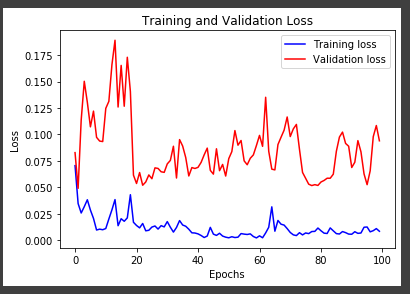 Training and Validation Loss
Training loss
Validation loss
0.175
0.150
0.125
0.100
0.075
0.050
0.025
0.000
Loss
0 20 40 60 80 100
Epochs